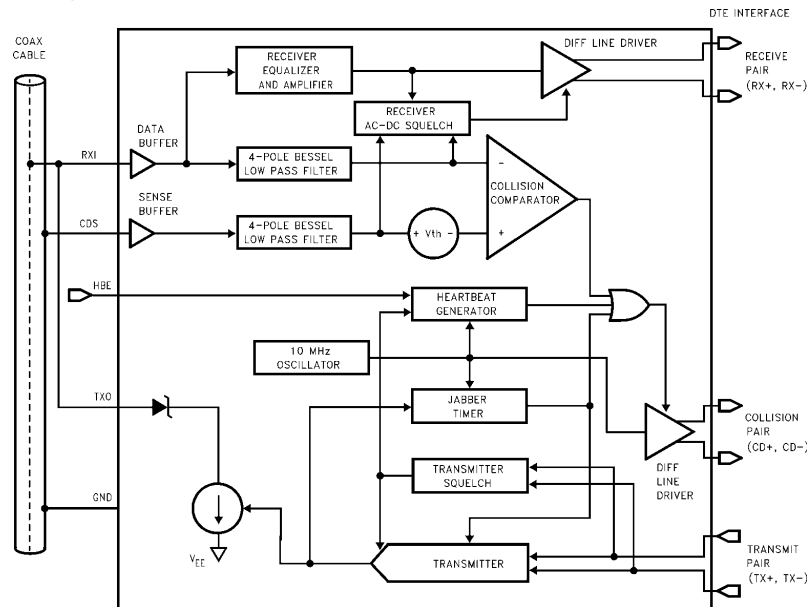 DTE INTERFACE
COAX
CABLE
RECEIVER
EQUALIZER
AND AMPLIFIER
DIFF LINE DRIVER
RECEIVE
PAIR
(RX+, RX-)
RECEIVER
AC-DC SQUELCH
DATA
BUFFER
RXI
4-POLE BESSEL
LOW PASS FILTER
-
COLLISION
COMPARATOR
SENSE
BUFFER
CDS
4-POLE BESSEL
LOW PASS FILTER
+ Vth -
+
HBE
HEARTBEAT
GENERATOR
10 MHz
OSCILLATOR
TXO
JABBER
TIMER
COLLISION
PAIR
(CD+, CD-)
TRANSMITTER
SQUELCH
DIFF
LINE
DRIVER
GND
VEE
TRANSMITTER
TRANSMIT
PAIR
(TX+, TX-)